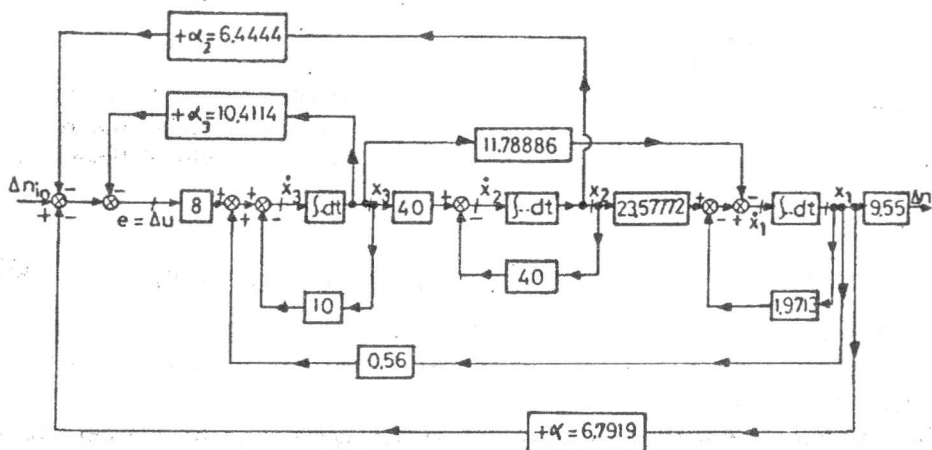 +α₂=6,4444
+α₃=10,4114
11.78886
Δn_in
e=Δu
8
ẋ₃
∫·dt
x₃
40
ẋ₂
∫··dt
x₂
23,57772
ẋ₁
∫··dt
x₁
9.55
Δn
10
40
1,9713
0,56
+α=6,7919